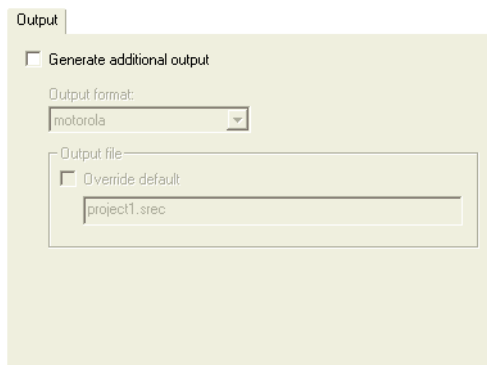 Output
Generate additional output
Output format:
motorola
Output file
Override default
project1.srec